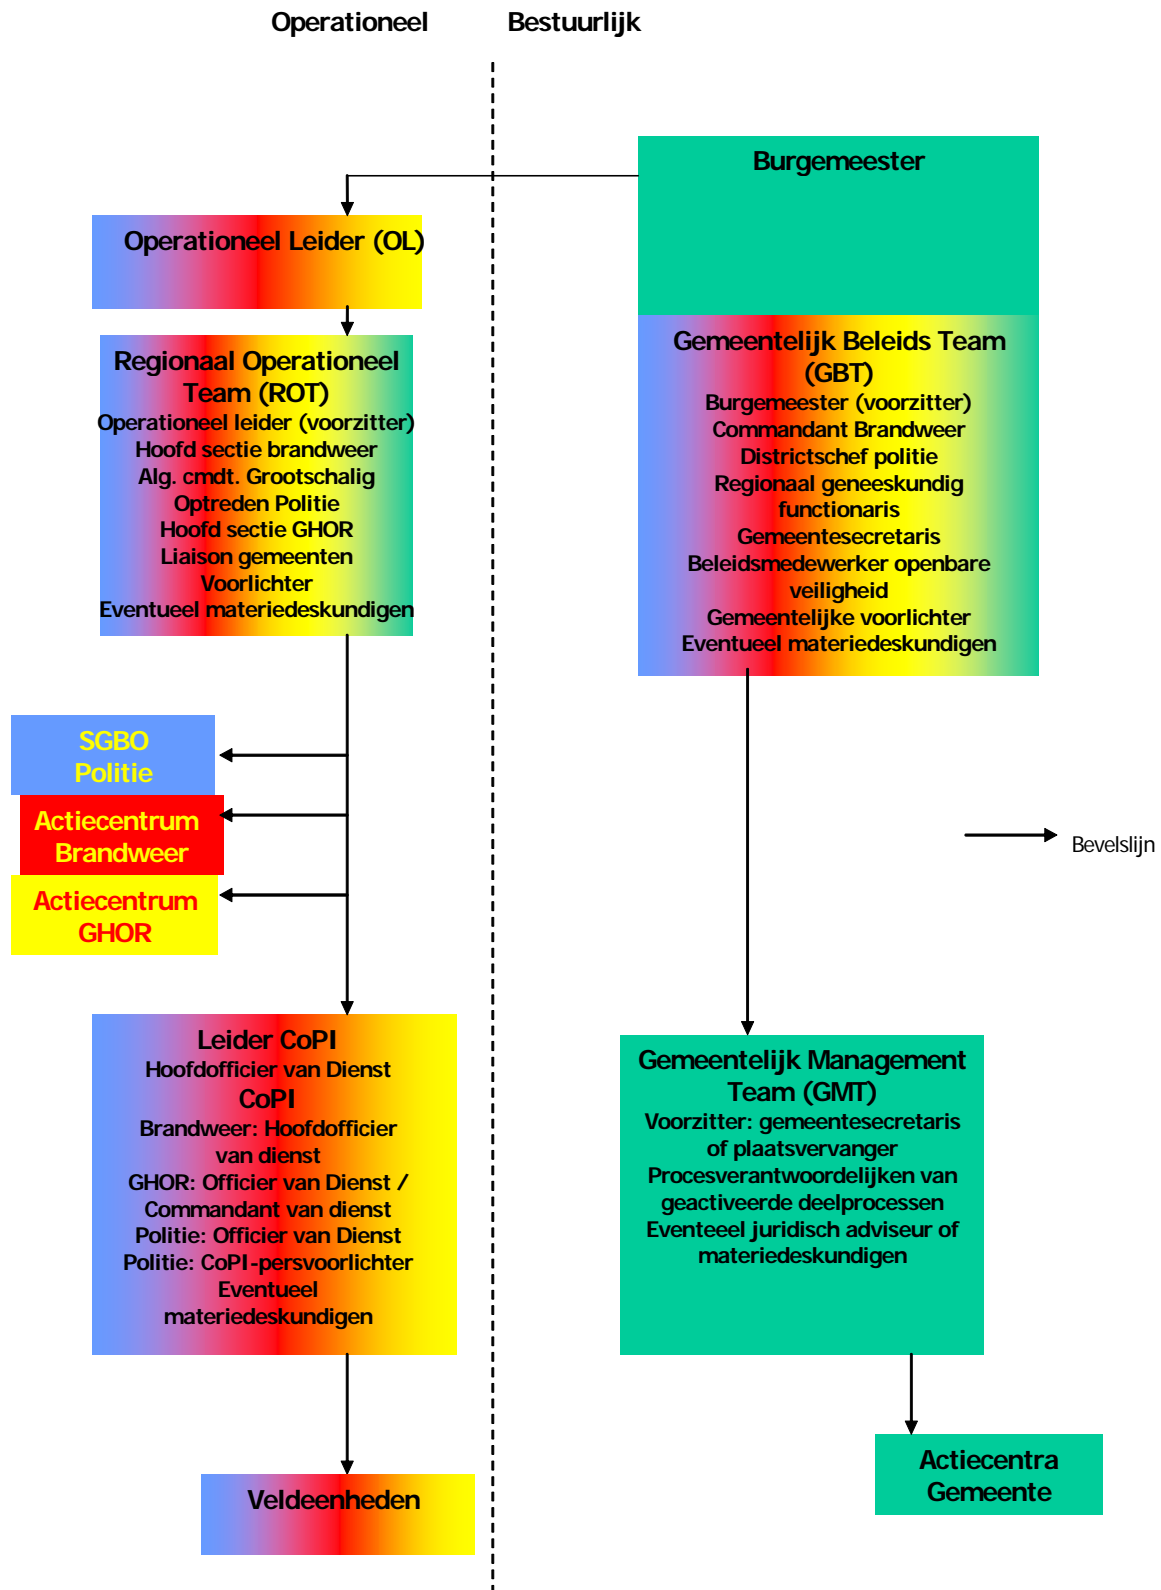 Operationeel
Bestuurlijk
Burgemeester
Operationeel Leider (OL)
Regionaal Operationeel
Team (ROT)
Operationeel leider (voorzitter)
Hoofd sectie brandweer
Alg. cmdt. Grootschalig
Optreden Politie
Hoofd sectie GHOR
Liaison gemeenten
Voorlichter
Eventueel materiedeskundigen
Gemeentelijk Beleids Team
(GBT)
Burgemeester (voorzitter)
Commandant Brandweer
Districtschef politie
Regionaal geneeskundig
functionaris
Gemeentesecretaris
Beleidsmedewerker openbare
veiligheid
Gemeentelijke voorlichter
Eventueel materiedeskundigen
SGBO
Politie
Actiecentrum
Brandweer
Actiecentrum
GHOR
Bevelslijn
Leider CoPI
Hoofdofficier van Dienst
CoPI
Brandweer: Hoofdofficier
van dienst
GHOR: Officier van Dienst /
Commandant van dienst
Politie: Officier van Dienst
Politie: CoPI-persvoorlichter
Eventueel
materiedeskundigen
Gemeentelijk Management
Team (GMT)
Voorzitter: gemeentesecretaris
of plaatsvervanger
Procesverantwoordelijken van
geactiveerde deelprocessen
Eventeeel juridisch adviseur of
materiedeskundigen
Veldeenheden
Actiecentra
Gemeente